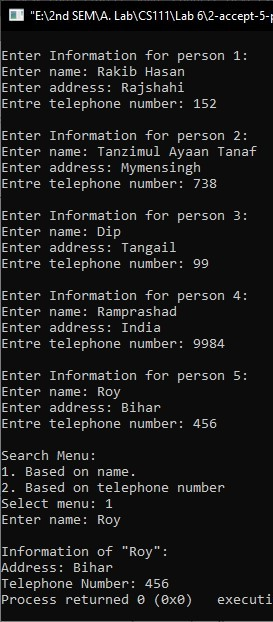 "E:\2nd SEM\A. Lab\CS111\Lab 6\2-accept-5-p
Enter Information for person 1:
Enter name: Rakib Hasan
Enter address: Rajshahi
Entre telephone number: 152
Enter Information for person 2:
Enter name: Tanzimul Ayaan Tanaf
Enter address: Mymensingh
Entre telephone number: 738
Enter Information for person 3:
Enter name: Dip
Enter address: Tangail
Entre telephone number: 99
Enter Information for person 4:
Enter name: Ramprashad
Enter address: India
Entre telephone number: 9984
Enter Information for person 5:
Enter name: Roy
Enter address: Bihar
Entre telephone number: 456
Search Menu:
1. Based on name.
2. Based on telephone number
Select menu: 1
Enter name: Roy
Information of "Roy":
Address: Bihar
Telephone Number: 456
Process returned 0 (0x0)   executi